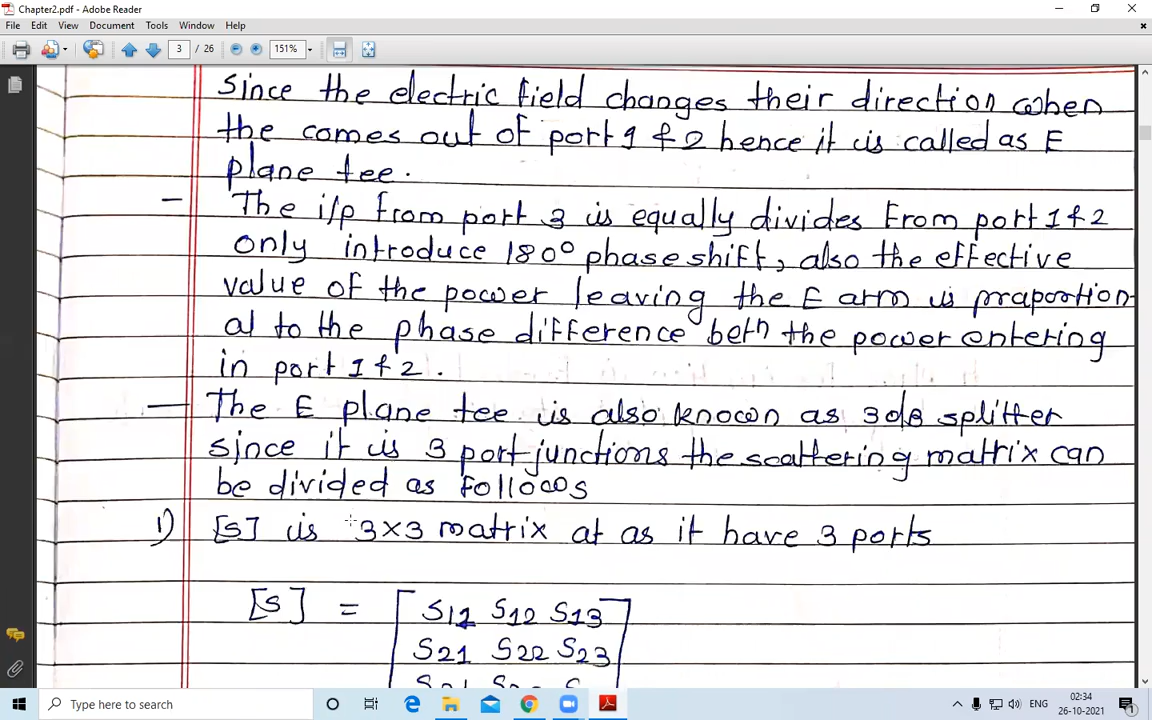 Chapter2.pdf - Adobe Reader
File Edit View Document Tools Window Help
3 / 26 151%
Since the electric field changes their direction when
the comes out of port 1 & 2 hence it is called as E
plane tee.
- The i/p from port 3 is equally divides from port 1 & 2
only introduce 180° phase shift, also the effective
value of the power leaving the E arm is praportion-
al to the phase difference betn the power entering
in port 1 & 2.
- The E plane tee is also known as 3dB splitter
since it is 3 port junctions the scattering matrix can
be divided as follows
1) [s] is 3×3 matrix at as it have 3 ports
[s] = S11 S12 S13
S21 S22 S23
Type here to search
ENG
02:34
26-10-2021